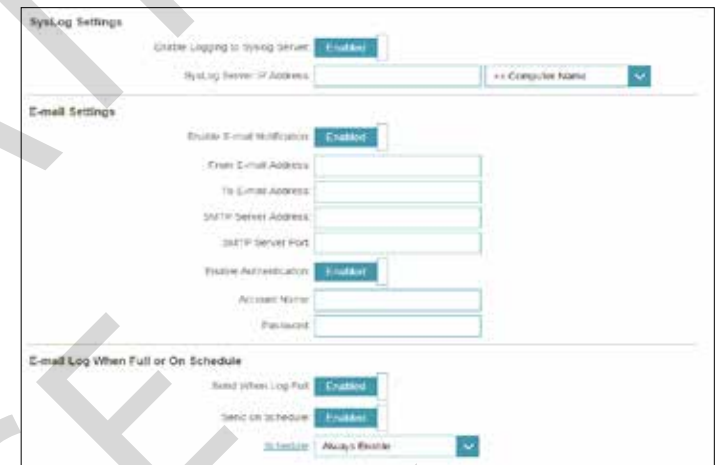 SysLog Settings
Enable Logging to Syslog Server Enabled
SysLog Server IP Address << Computer Name
E-mail Settings
Enable E-mail Notification Enabled
From E-mail Address
To E-mail Address
SMTP Server Address
SMTP Server Port
Enable Authentication Enabled
Account Name
Password
E-mail Log When Full or On Schedule
Send When Log Full Enabled
Send on Schedule Enabled
Schedule Always Enable